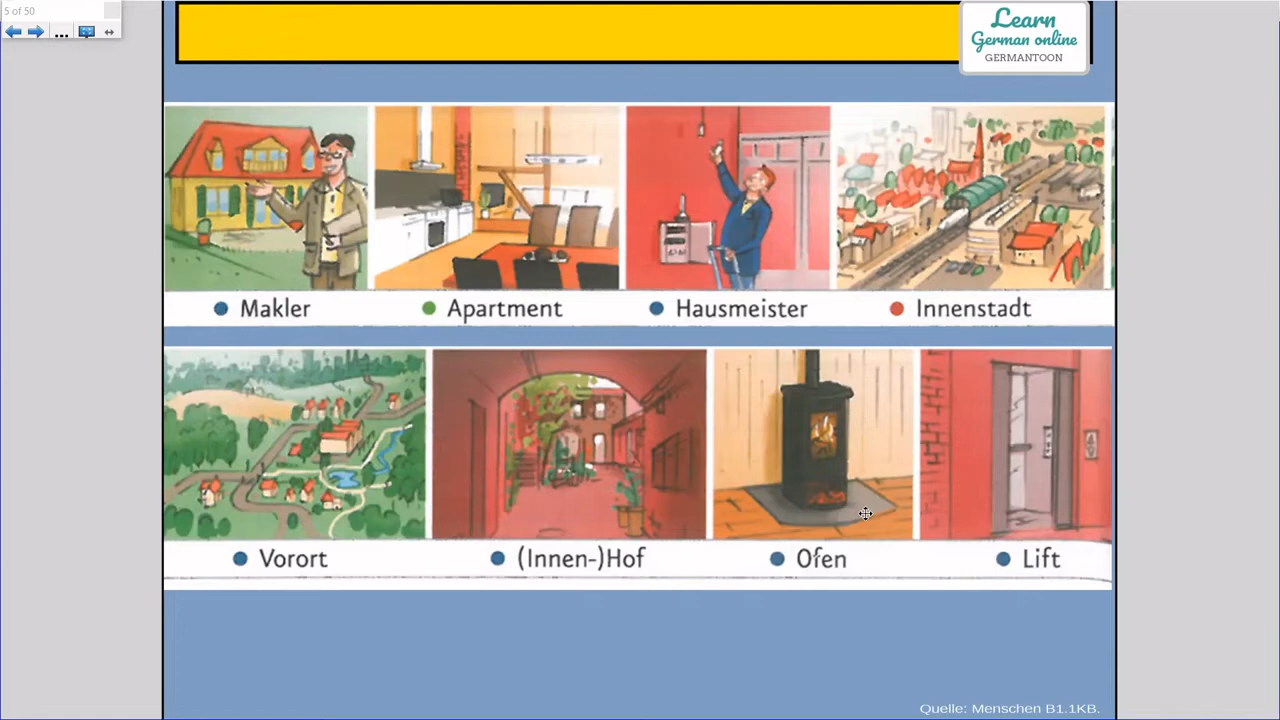 5 of 50
Learn
German online
GERMANTOON
Makler
Apartment
Hausmeister
Innenstadt
Vorort
(Innen-)Hof
Ofen
Lift
Quelle: Menschen B1.1KB.